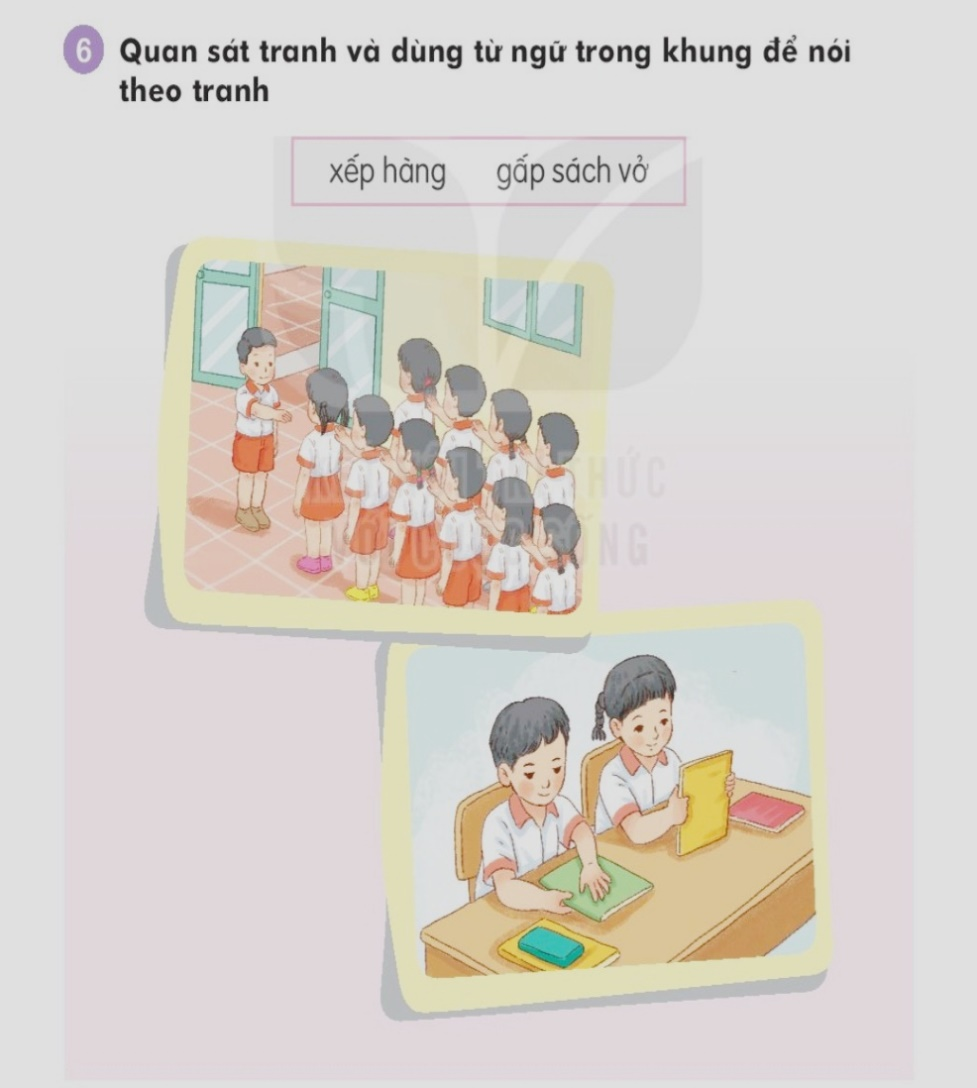 6 Quan sát tranh và dùng từ ngữ trong khung để nói
theo tranh
xếp hàng gấp sách vở